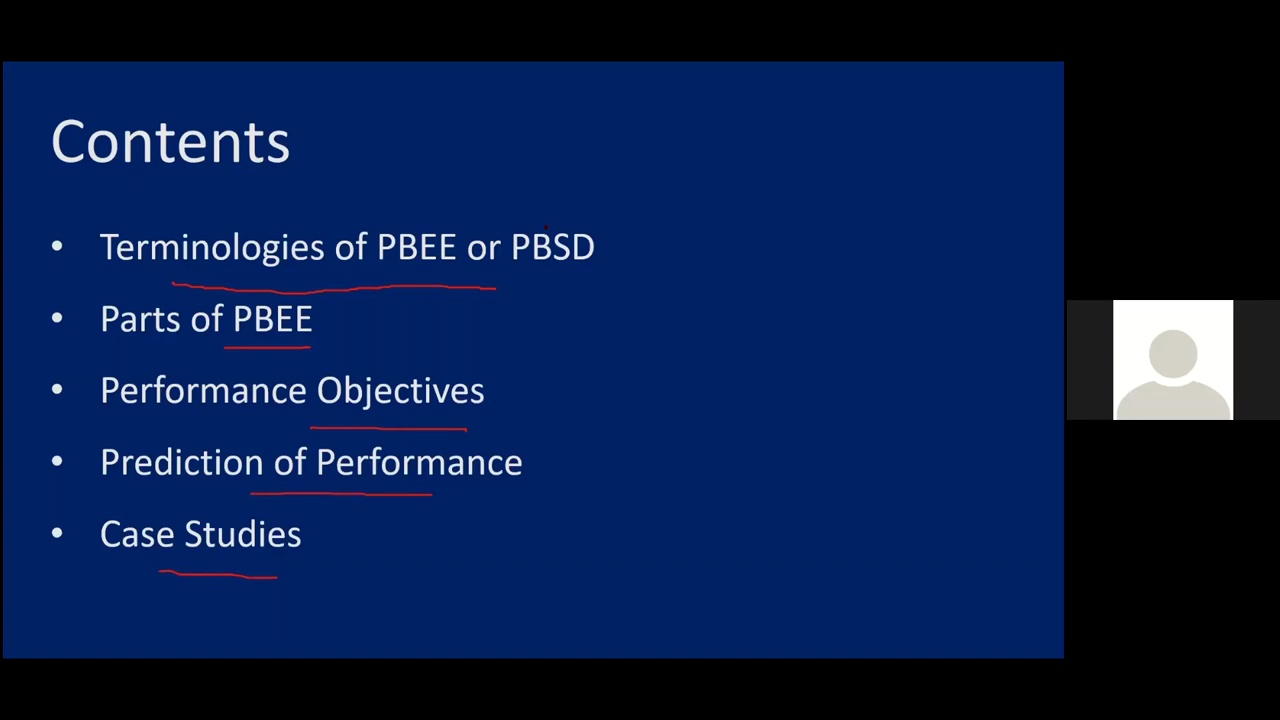 Contents
• Terminologies of PBEE or PBSD
• Parts of PBEE
• Performance Objectives
• Prediction of Performance
• Case Studies